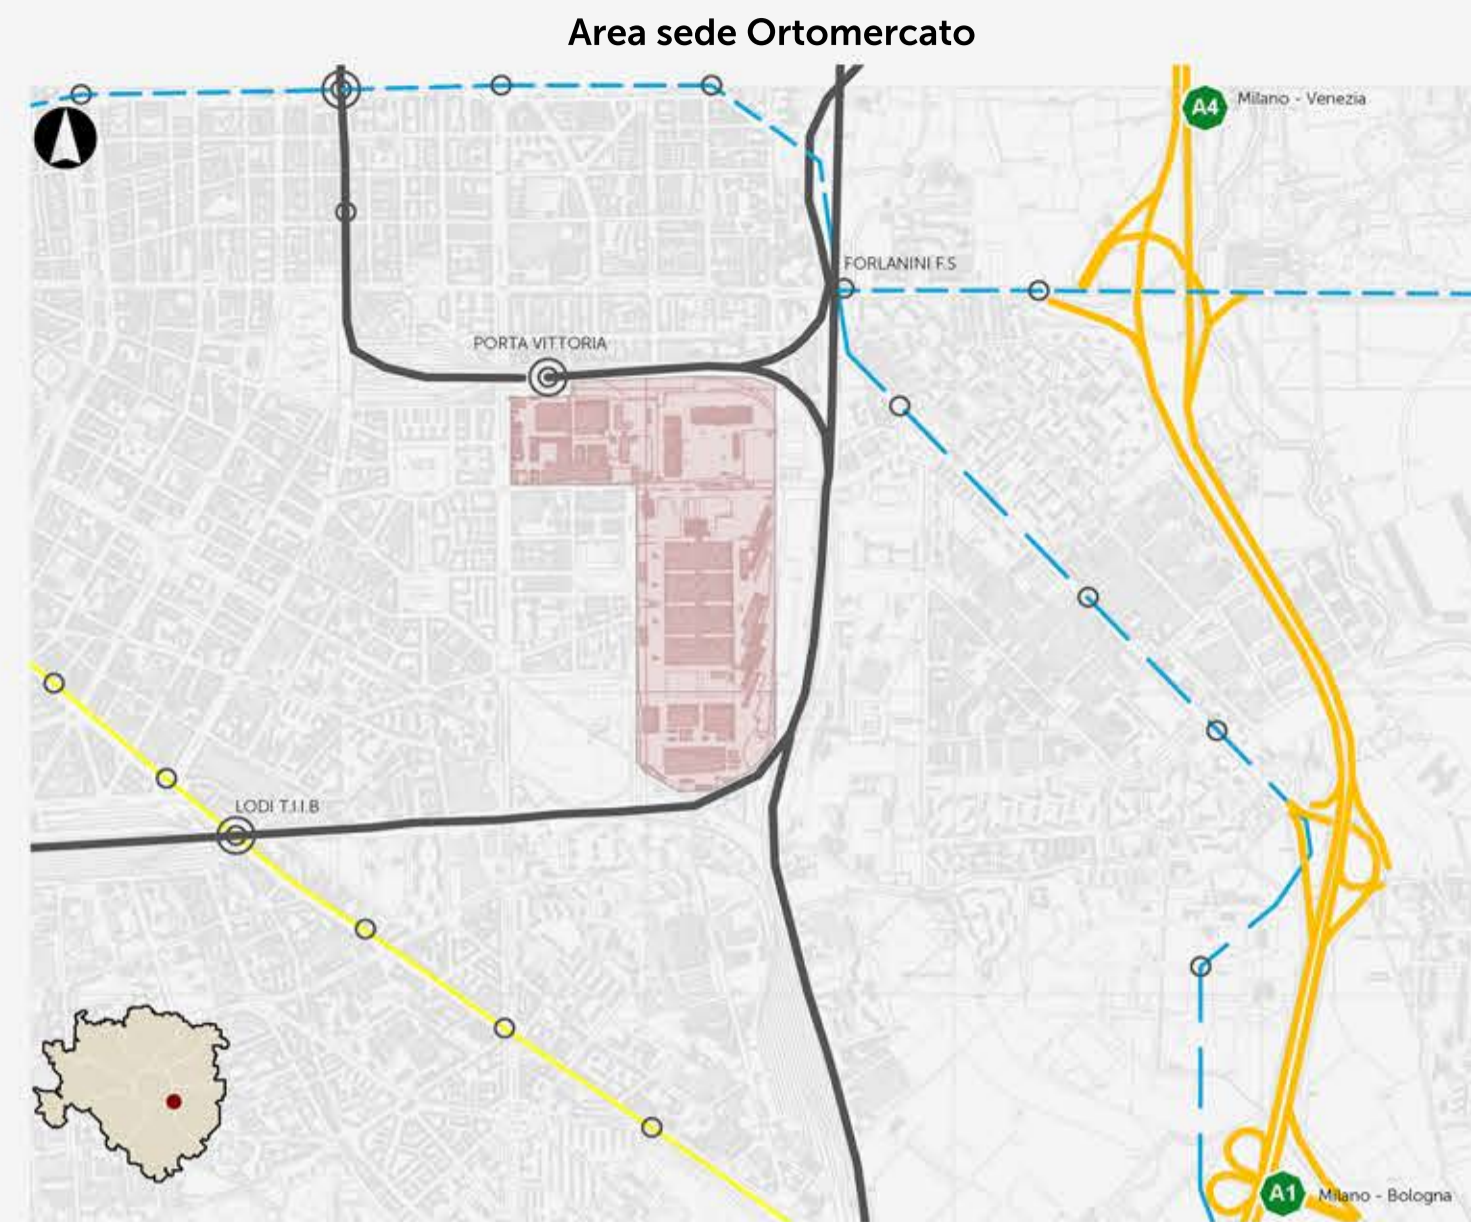 Area sede Ortomercato
A4
Milano - Venezia
FORLANINI F.S
PORTA VITTORIA
LODI T.I.I.B
A1
Milano - Bologna